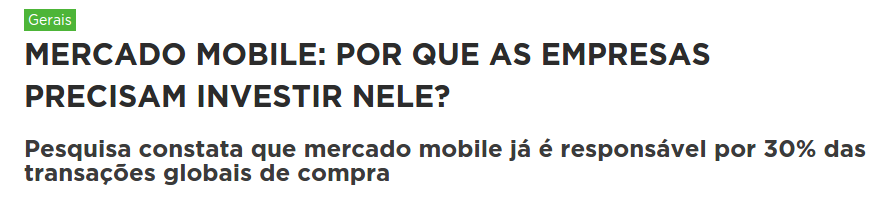 Gerais
MERCADO MOBILE: POR QUE AS EMPRESAS
PRECISAM INVESTIR NELE?
Pesquisa constata que mercado mobile já é responsável por 30% das
transações globais de compra